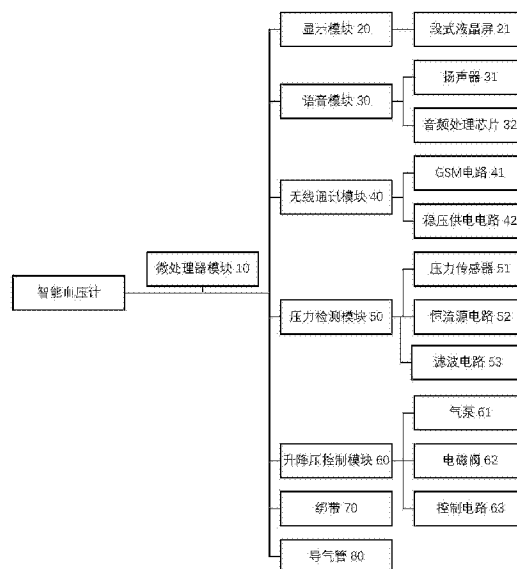 显示模块 20
段式液晶屏 21
扬声器 31
语音模块 30
音频处理芯片 32
GSM电路 41
无线通讯模块 40
稳压供电电路 42
微处理器模块 10
压力传感器 51
智能血压计
压力检测模块 50
恒流源电路 52
滤波电路 53
气泵 61
升降压控制模块 60
电磁阀 62
绑带 70
控制电路 63
导气管 80